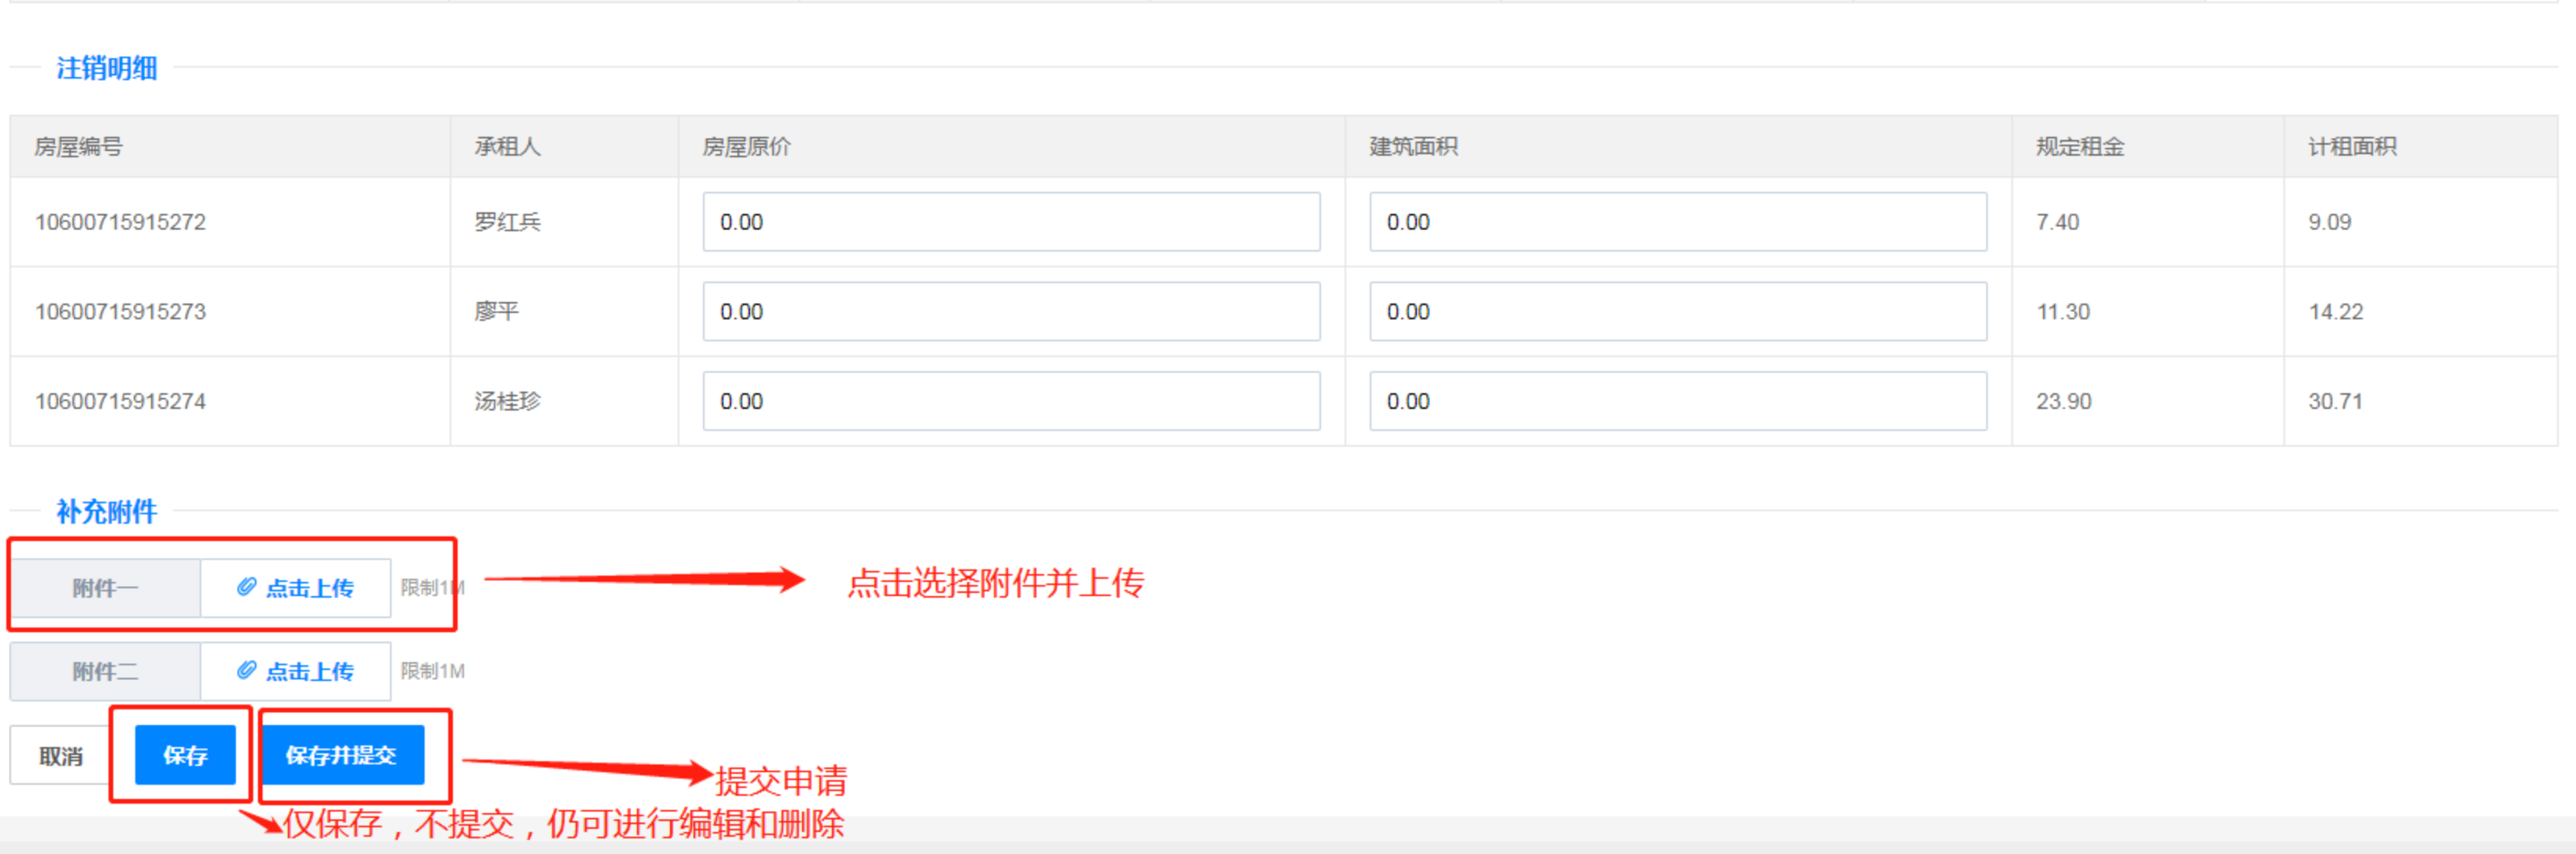 注销明细
房屋编号 承租人 房屋原价 建筑面积 规定租金 计租面积
10600715915272 罗红兵 0.00 0.00 7.40 9.09
10600715915273 廖平 0.00 0.00 11.30 14.22
10600715915274 汤桂珍 0.00 0.00 23.90 30.71
补充附件
附件一 点击上传 限制1M 点击选择附件并上传
附件二 点击上传 限制1M
取消 保存 保存并提交
提交申请
仅保存，不提交，仍可进行编辑和删除